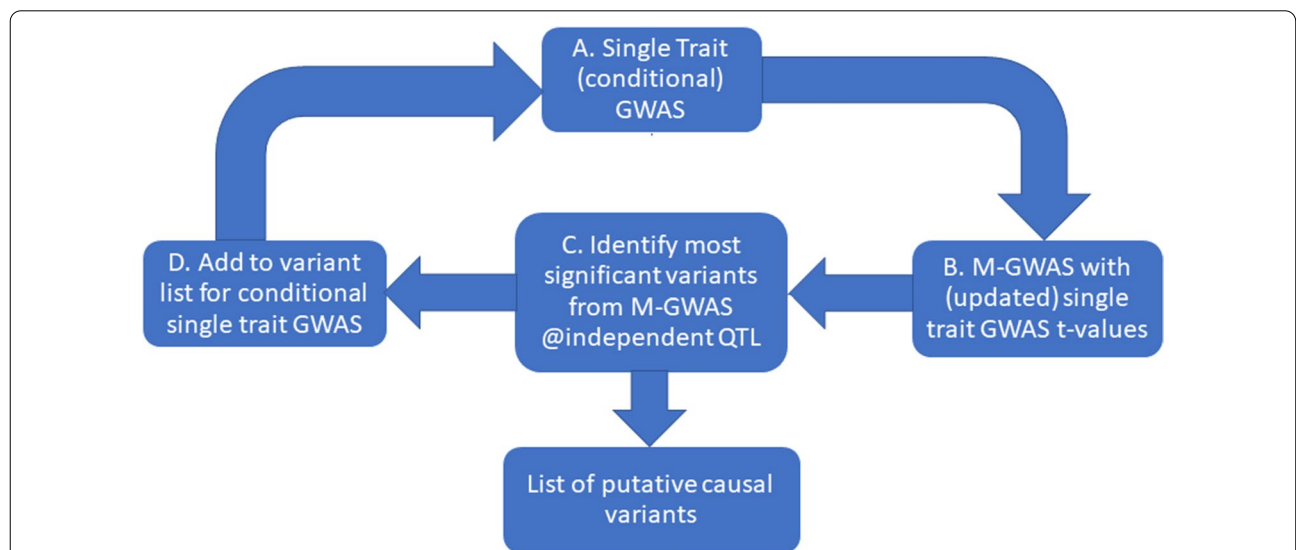 A. Single Trait
(conditional)
GWAS
D. Add to variant
list for conditional
single trait GWAS
C. Identify most
significant variants
from M-GWAS
@independent QTL
B. M-GWAS with
(updated) single
trait GWAS t-values
List of putative causal
variants